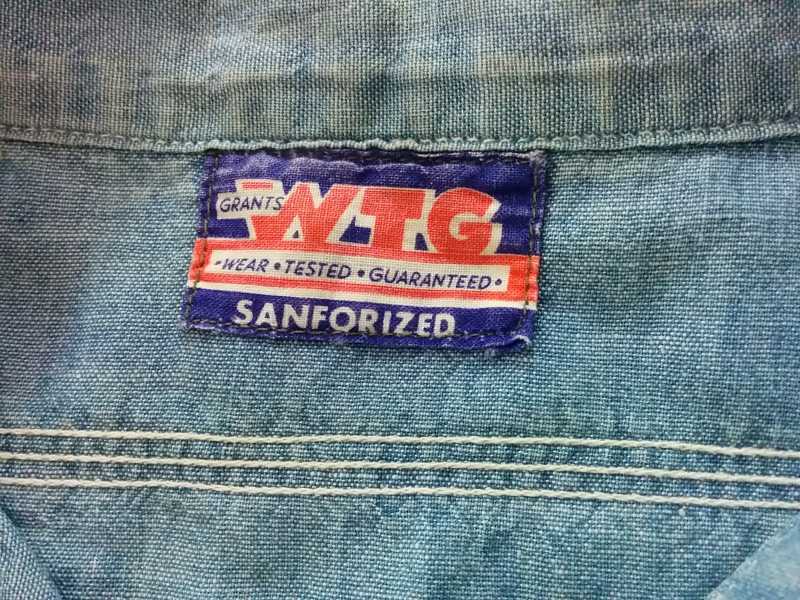 GRANTS WTG
-WEAR • TESTED • GUARANTEED•
SANFORIZED